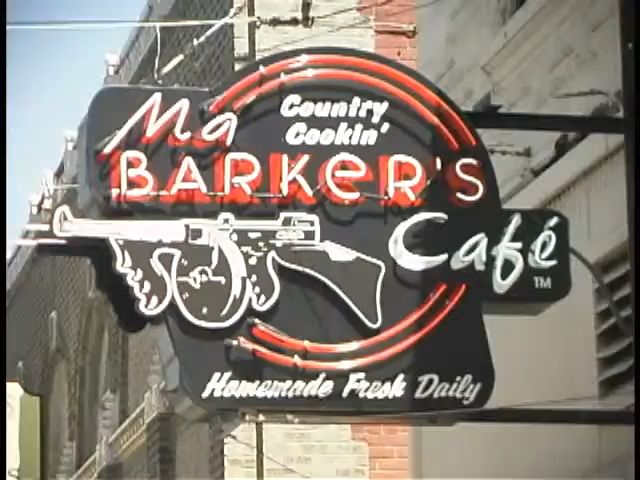 Country
Cookin'
Ma
BARKER'S
Café
TM
Homemade Fresh Daily